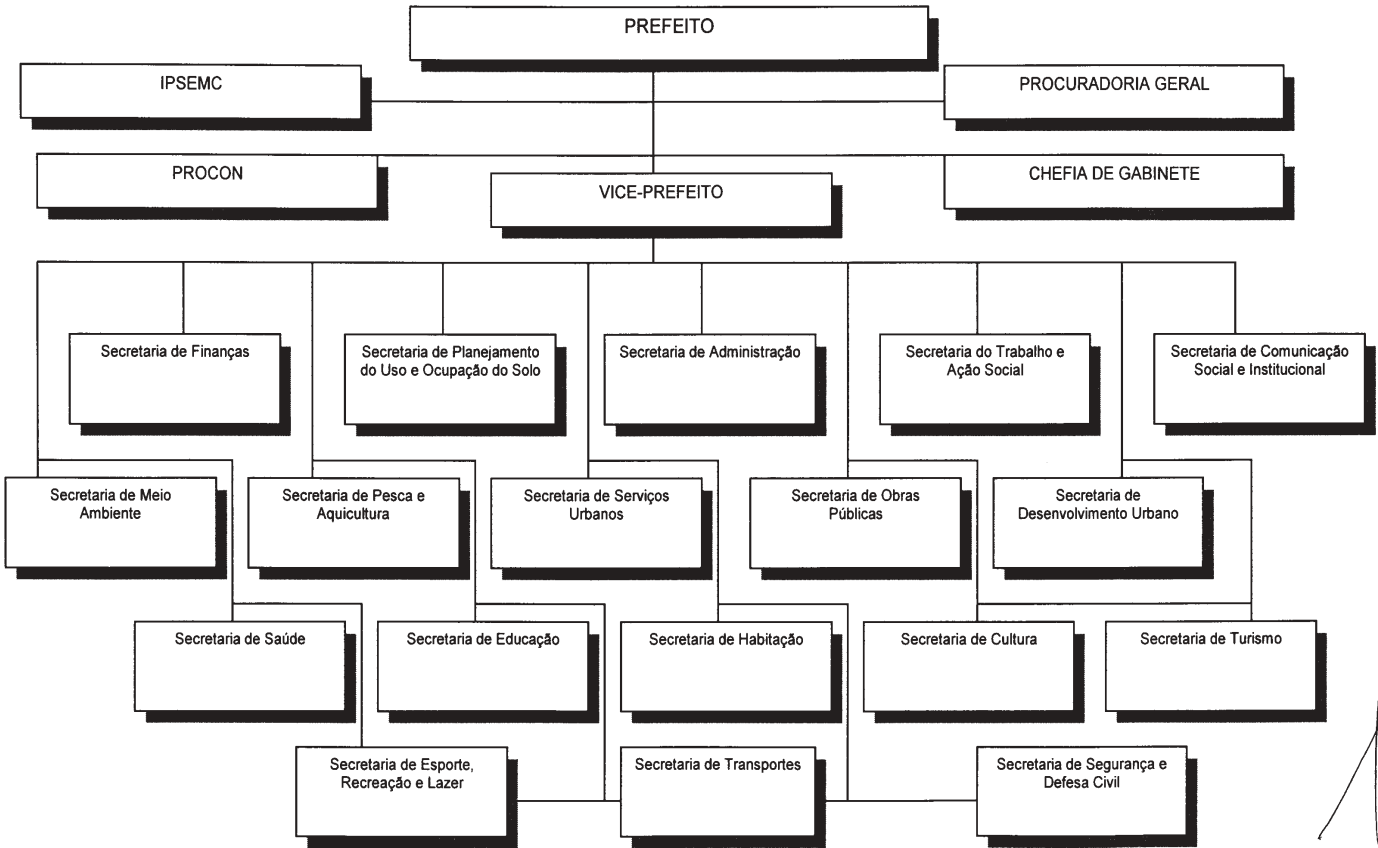 PREFEITO
IPSEMC
PROCURADORIA GERAL
PROCON
VICE-PREFEITO
CHEFIA DE GABINETE
Secretaria de Finanças
Secretaria de Planejamento
do Uso e Ocupação do Solo
Secretaria de Administração
Secretaria do Trabalho e
Ação Social
Secretaria de Comunicação
Social e Institucional
Secretaria de Meio
Ambiente
Secretaria de Pesca e
Aquicultura
Secretaria de Serviços
Urbanos
Secretaria de Obras
Públicas
Secretaria de
Desenvolvimento Urbano
Secretaria de Saúde
Secretaria de Educação
Secretaria de Habitação
Secretaria de Cultura
Secretaria de Turismo
Secretaria de Esporte,
Recreação e Lazer
Secretaria de Transportes
Secretaria de Segurança e
Defesa Civil